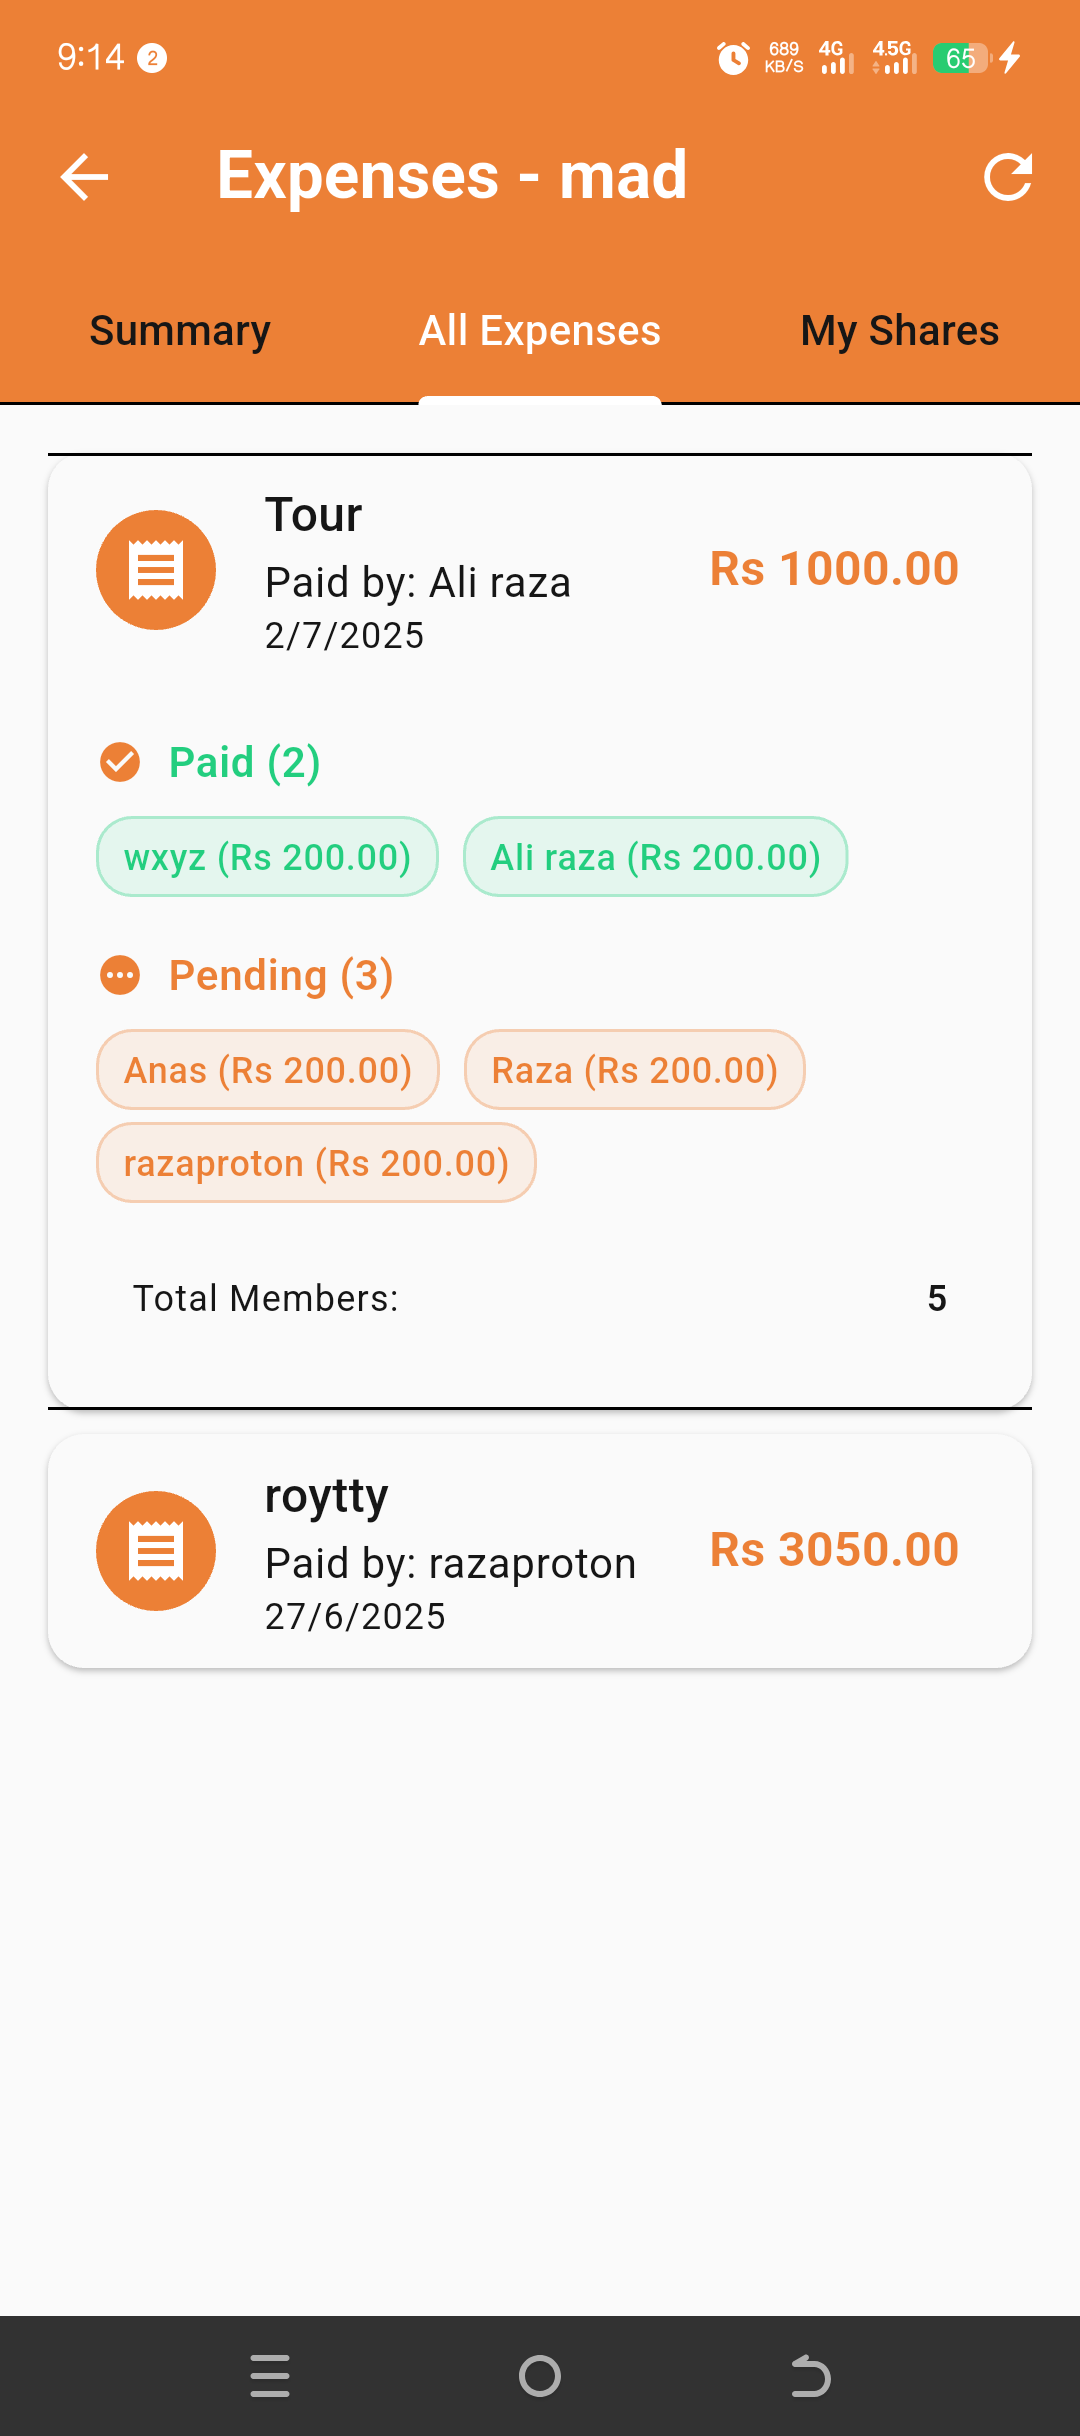 9:14 2 689 KB/S 4G 4.5G 65
Expenses - mad
Summary All Expenses My Shares
Tour
Paid by: Ali raza
Rs 1000.00
2/7/2025
Paid (2)
wxyz (Rs 200.00) Ali raza (Rs 200.00)
Pending (3)
Anas (Rs 200.00) Raza (Rs 200.00)
razaproton (Rs 200.00)
Total Members: 5
roytty
Paid by: razaproton
Rs 3050.00
27/6/2025